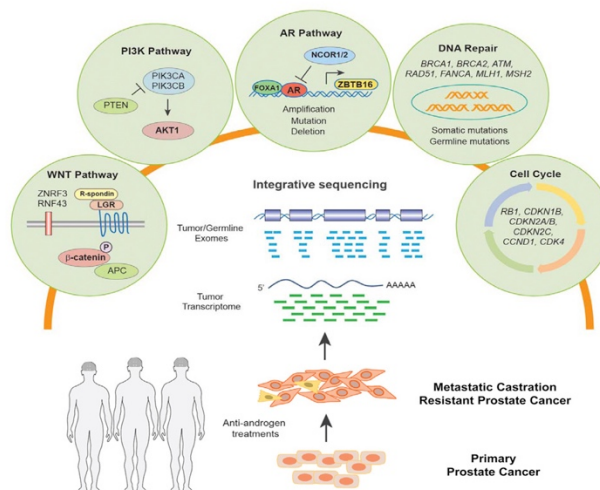 PI3K Pathway
PIK3CA
PIK3CB
PTEN
AKT1
AR Pathway
NCOR1/2
FOXA1
AR
ZBTB16
Amplification
Mutation
Deletion
DNA Repair
BRCA1, BRCA2, ATM,
RAD51, FANCA, MLH1, MSH2
Somatic mutations
Germline mutations
WNT Pathway
ZNRF3
RNF43
R-spondin
LGR
P
β-catenin
APC
Cell Cycle
RB1, CDKN1B,
CDKN2A/B,
CDKN2C,
CCND1, CDK4
Integrative sequencing
Tumor/Germline
Exomes
5'
AAAAA
Tumor
Transcriptome
Metastatic Castration
Resistant Prostate Cancer
Anti-androgen
treatments
Primary
Prostate Cancer